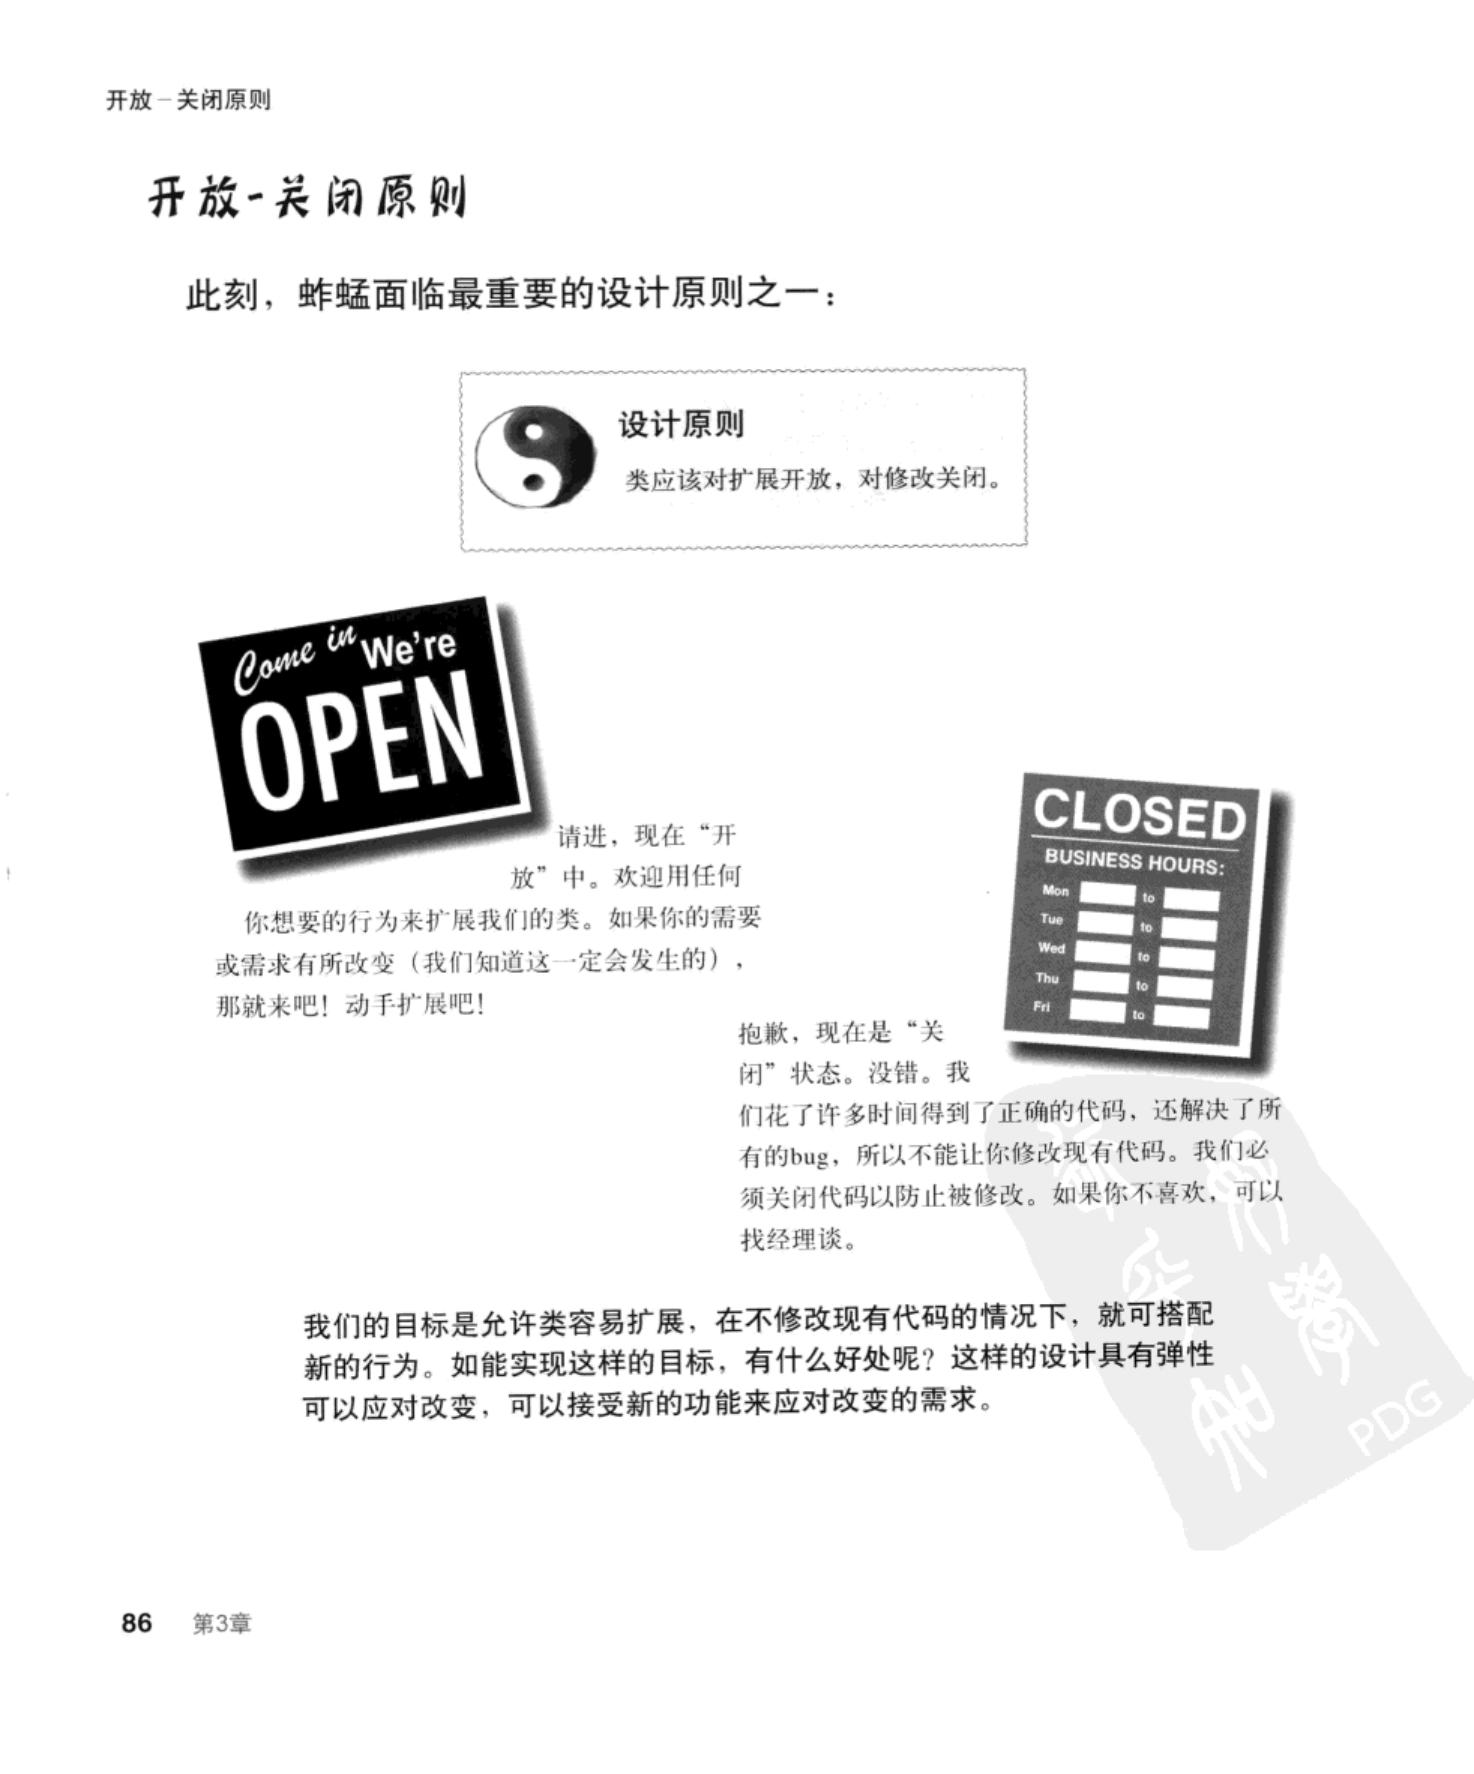 开放－关闭原则
开放-关闭原则
此刻，蚱蜢面临最重要的设计原则之一：
设计原则
类应该对扩展开放，对修改关闭。
Come in We're
OPEN
请进，现在“开
放”中。欢迎用任何
你想要的行为来扩展我们的类。如果你的需要
或需求有所改变（我们知道这一定会发生的），
那就来吧！动手扩展吧！
CLOSED
BUSINESS HOURS:
Mon to
Tue to
Wed to
Thu to
Fri to
抱歉，现在是“关
闭”状态。没错。我
们花了许多时间得到了正确的代码，还解决了所
有的bug，所以不能让你修改现有代码。我们必
须关闭代码以防止被修改。如果你不喜欢，可以
找经理谈。
我们的目标是允许类容易扩展，在不修改现有代码的情况下，就可搭配
新的行为。如能实现这样的目标，有什么好处呢？这样的设计具有弹性
可以应对改变，可以接受新的功能来应对改变的需求。
PDG
86 第3章